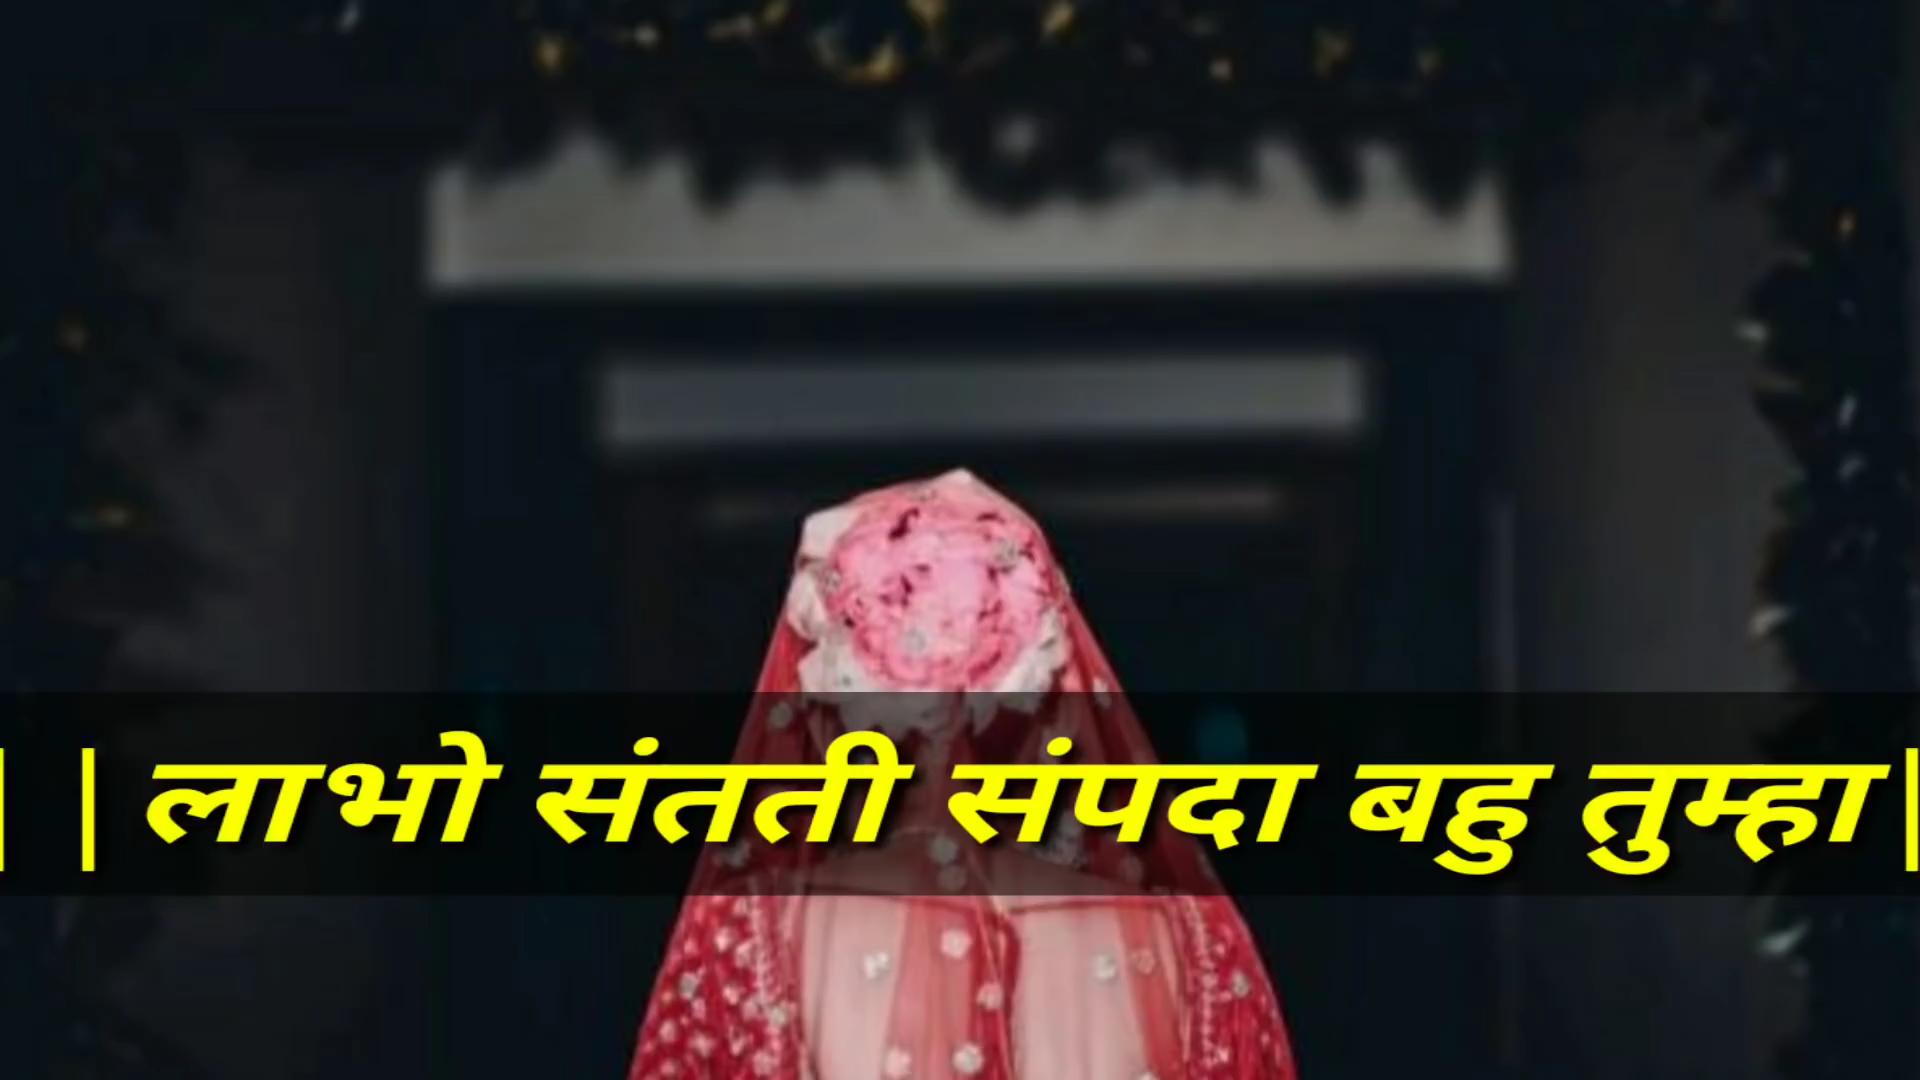 | | लाभो संतती संपदा बहु तुम्हा |